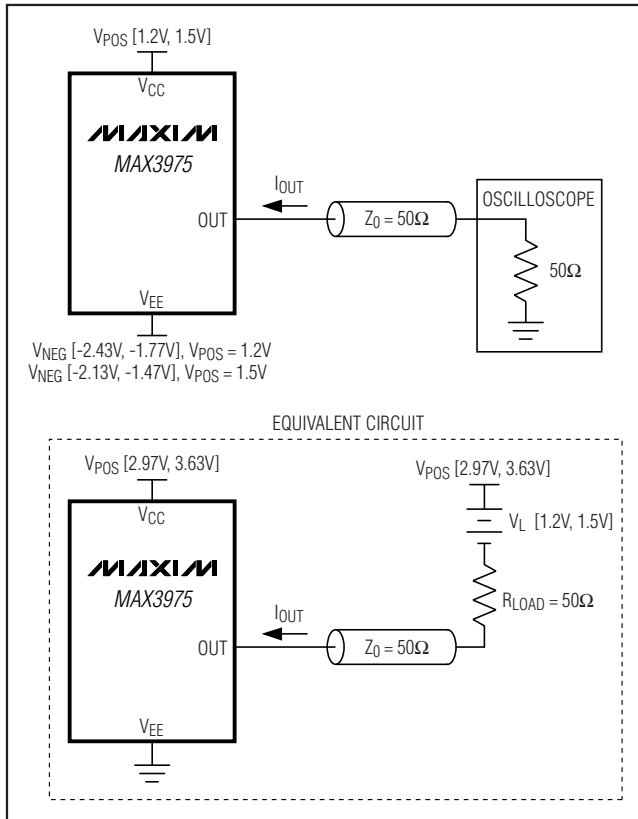 VPOS [1.2V, 1.5V]
VCC
MAXIM
MAX3975
IOUT
OUT
Z0 = 50Ω
OSCILLOSCOPE
50Ω
VEE
VNEG [-2.43V, -1.77V], VPOS = 1.2V
VNEG [-2.13V, -1.47V], VPOS = 1.5V
EQUIVALENT CIRCUIT
VPOS [2.97V, 3.63V]
VPOS [2.97V, 3.63V]
VCC
VL [1.2V, 1.5V]
MAXIM
MAX3975
RLOAD = 50Ω
IOUT
OUT
Z0 = 50Ω
VEE